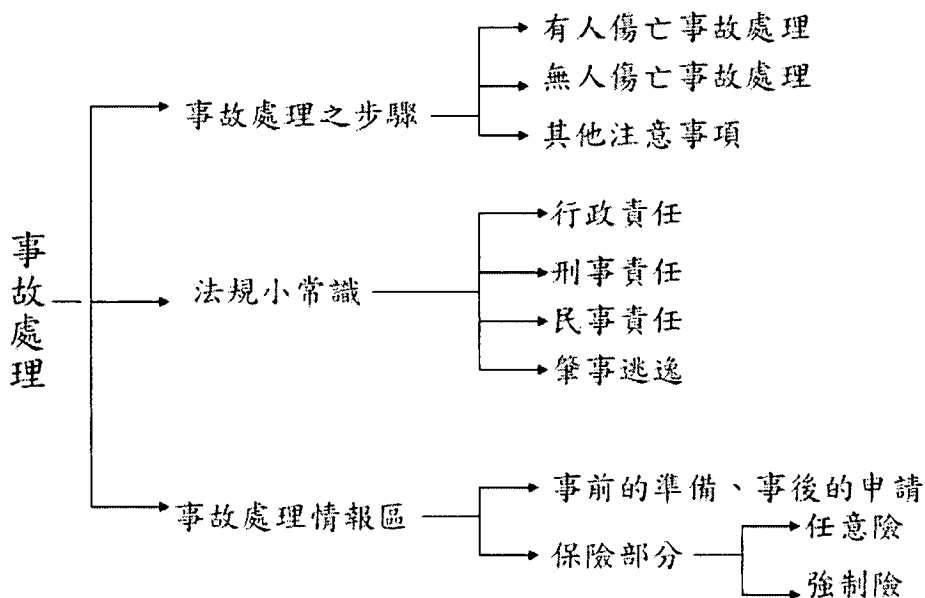 事故處理
事故處理之步驟
有人傷亡事故處理
無人傷亡事故處理
其他注意事項
法規小常識
行政責任
刑事責任
民事責任
肇事逃逸
事故處理情報區
事前的準備、事後的申請
保險部分
任意險
強制險